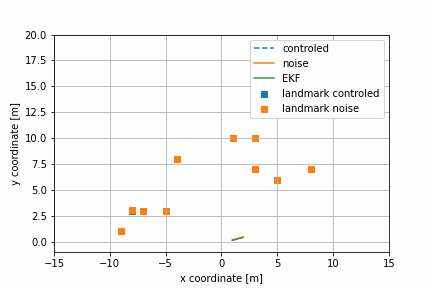 20.0
17.5
15.0
12.5
10.0
7.5
5.0
2.5
0.0
y coordinate [m]
−15 −10 −5 0 5 10 15
x coordinate [m]
controled
noise
EKF
landmark controled
landmark noise